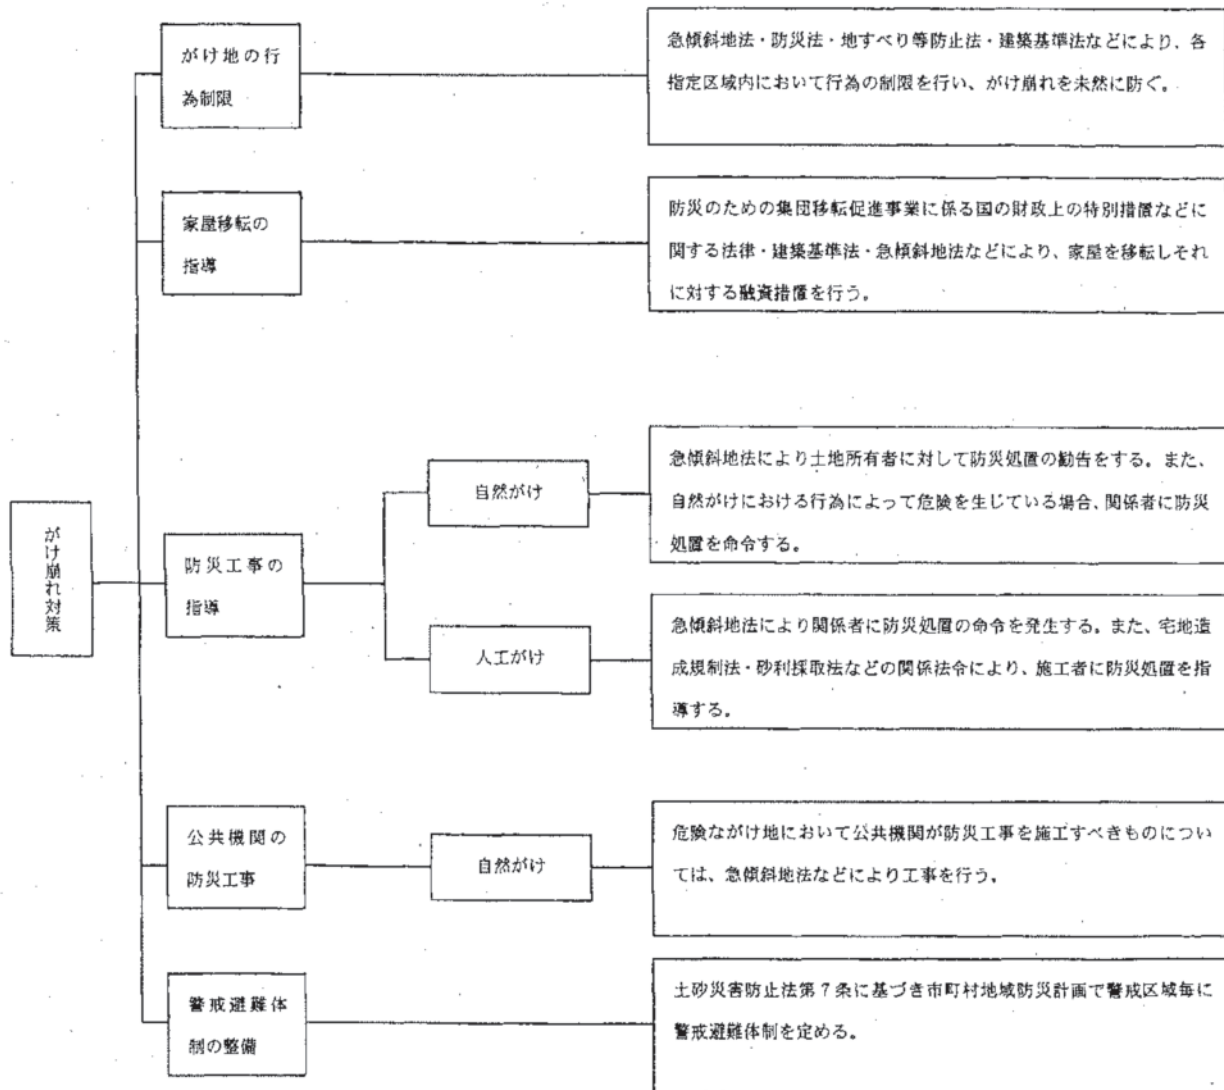 がけ崩れ対策
がけ地の行
為制限
急傾斜地法・防災法・地すべり等防止法・建築基準法などにより、各
指定区域内において行為の制限を行い、がけ崩れを未然に防ぐ。
家屋移転の
指導
防災のための集団移転促進事業に係る国の財政上の特別措置などに
関する法律・建築基準法・急傾斜地法などにより、家屋を移転しそれ
に対する融資措置を行う。
防災工事の
指導
自然がけ
急傾斜地法により土地所有者に対して防災処置の勧告をする。また、
自然がけにおける行為によって危険を生じている場合、関係者に防災
処置を命令する。
人工がけ
急傾斜地法により関係者に防災処置の命令を発生する。また、宅地造
成規制法・砂利採取法などの関係法令により、施工者に防災処置を指
導する。
公共機関の
防災工事
自然がけ
危険ながけ地において公共機関が防災工事を施工すべきものについ
ては、急傾斜地法などにより工事を行う。
警戒避難体
制の整備
土砂災害防止法第７条に基づき市町村地域防災計画で警戒区域毎に
警戒避難体制を定める。